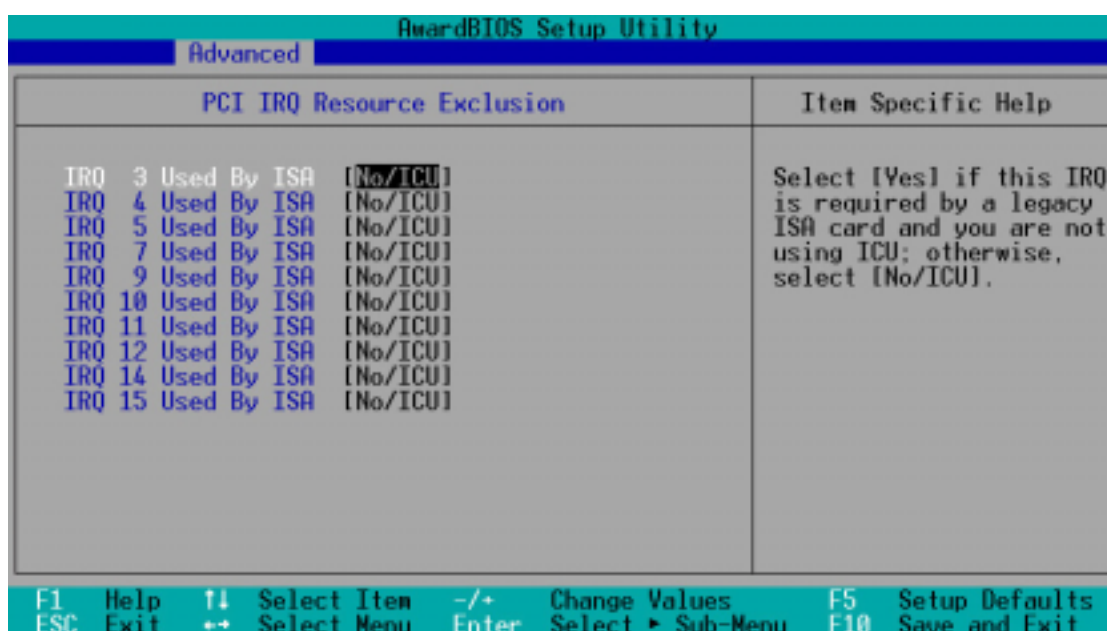 AwardBIOS Setup Utility
Advanced
PCI IRQ Resource Exclusion
IRQ 3 Used By ISA [No/ICU]
IRQ 4 Used By ISA [No/ICU]
IRQ 5 Used By ISA [No/ICU]
IRQ 7 Used By ISA [No/ICU]
IRQ 9 Used By ISA [No/ICU]
IRQ 10 Used By ISA [No/ICU]
IRQ 11 Used By ISA [No/ICU]
IRQ 12 Used By ISA [No/ICU]
IRQ 14 Used By ISA [No/ICU]
IRQ 15 Used By ISA [No/ICU]
Item Specific Help
Select [Yes] if this IRQ
is required by a legacy
ISA card and you are not
using ICU; otherwise,
select [No/ICU].
F1 Help ↑↓ Select Item -/+ Change Values F5 Setup Defaults
ESC Exit ←→ Select Menu Enter Select ► Sub-Menu F10 Save and Exit